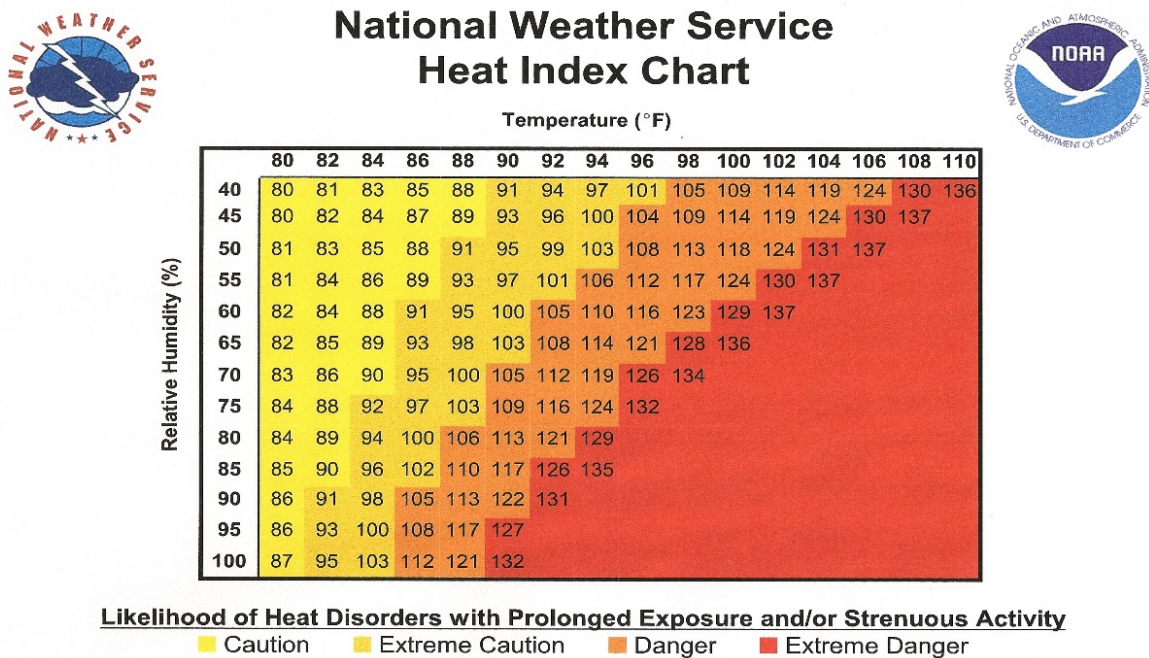 National Weather Service
Heat Index Chart
NATIONAL WEATHER SERVICE
NATIONAL OCEANIC AND ATMOSPHERIC ADMINISTRATION
NOAA
U.S. DEPARTMENT OF COMMERCE
Temperature (°F)
80 82 84 86 88 90 92 94 96 98 100 102 104 106 108 110
Relative Humidity (%)
40 80 81 83 85 88 91 94 97 101 105 109 114 119 124 130 136
45 80 82 84 87 89 93 96 100 104 109 114 119 124 130 137
50 81 83 85 88 91 95 99 103 108 113 118 124 131 137
55 81 84 86 89 93 97 101 106 112 117 124 130 137
60 82 84 88 91 95 100 105 110 116 123 129 137
65 82 85 89 93 98 103 108 114 121 128 136
70 83 86 90 95 100 105 112 119 126 134
75 84 88 92 97 103 109 116 124 132
80 84 89 94 100 106 113 121 129
85 85 90 96 102 110 117 126 135
90 86 91 98 105 113 122 131
95 86 93 100 108 117 127
100 87 95 103 112 121 132
Likelihood of Heat Disorders with Prolonged Exposure and/or Strenuous Activity
Caution Extreme Caution Danger Extreme Danger